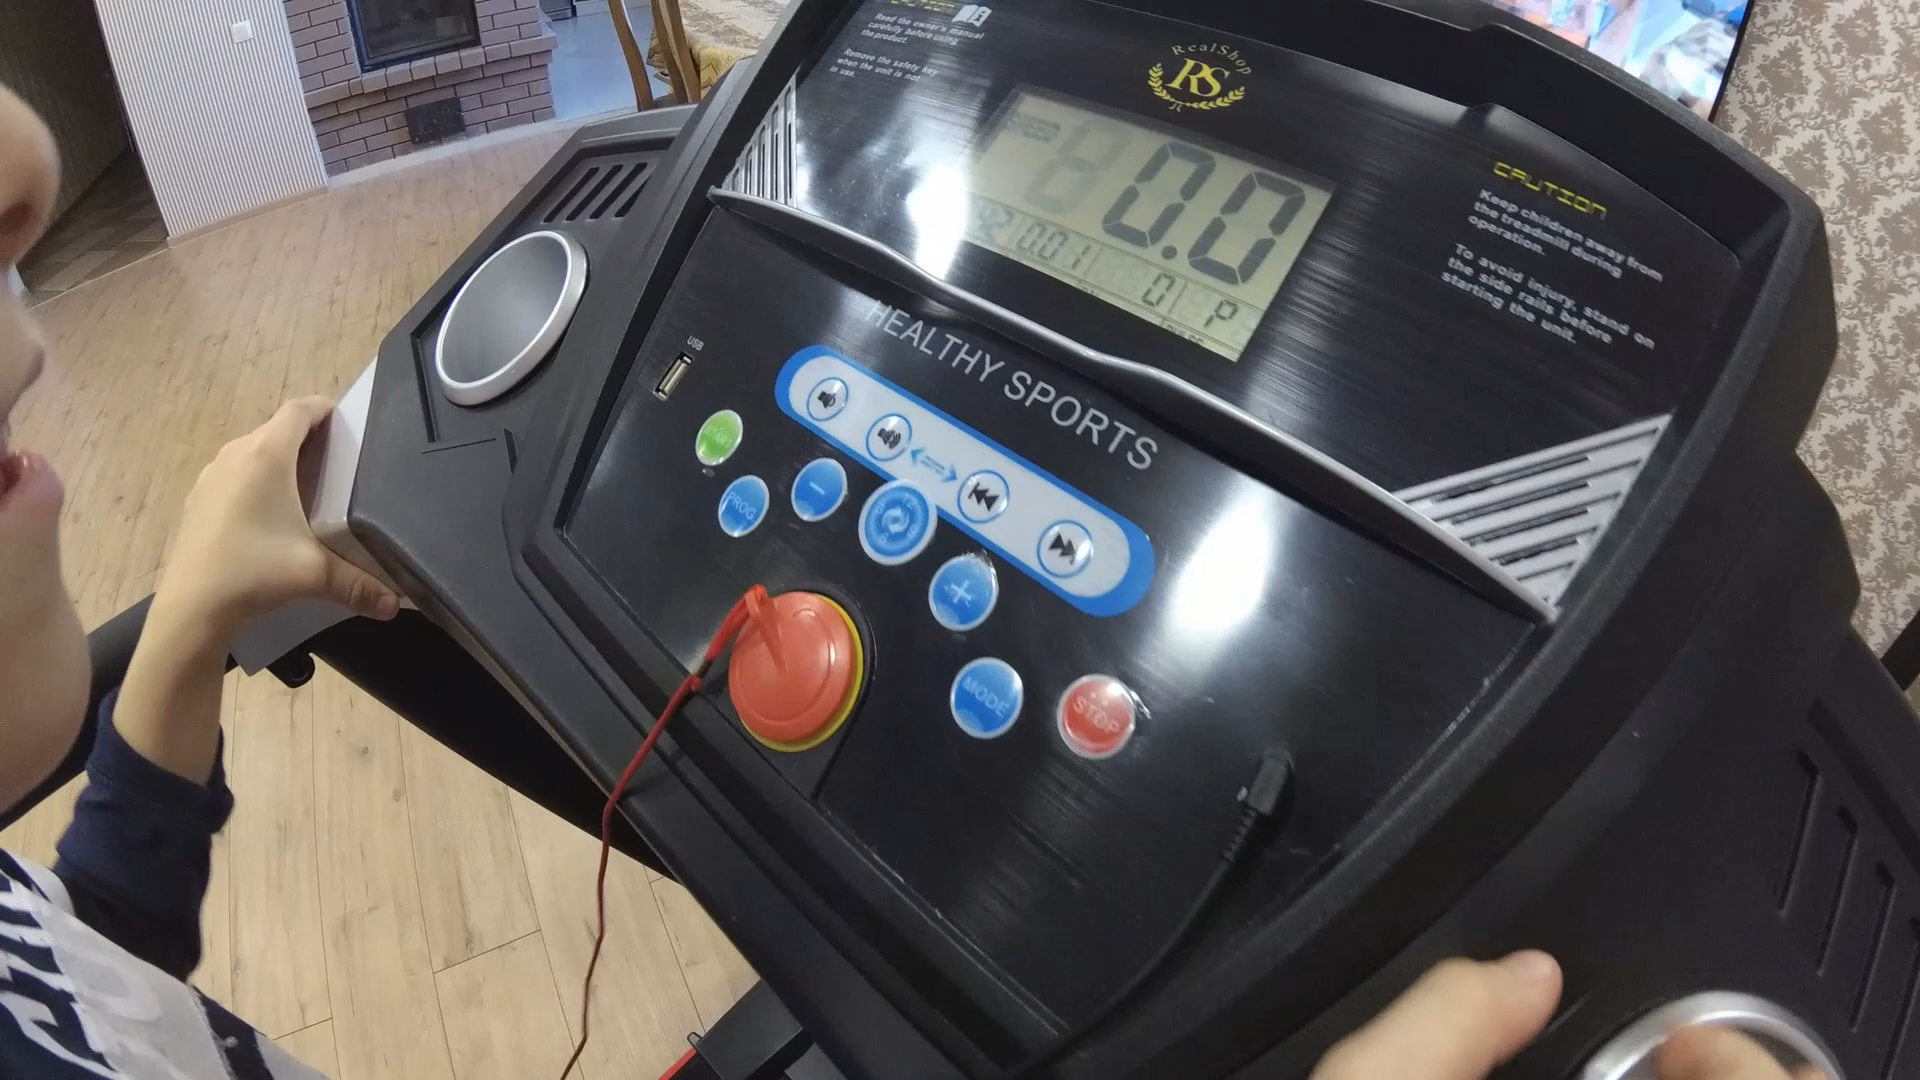 CAUTION
Read the owner's manual
carefully before using
the product.
Remove the safety key
when the unit is not
in use.
RealShop
RS
0.0
0.01
0
P
CAUTION
Keep children away from
the treadmill during
operation.
To avoid injury, stand on
the side rails before
starting the unit.
HEALTHY SPORTS
USB
START
PROG
MODE
STOP